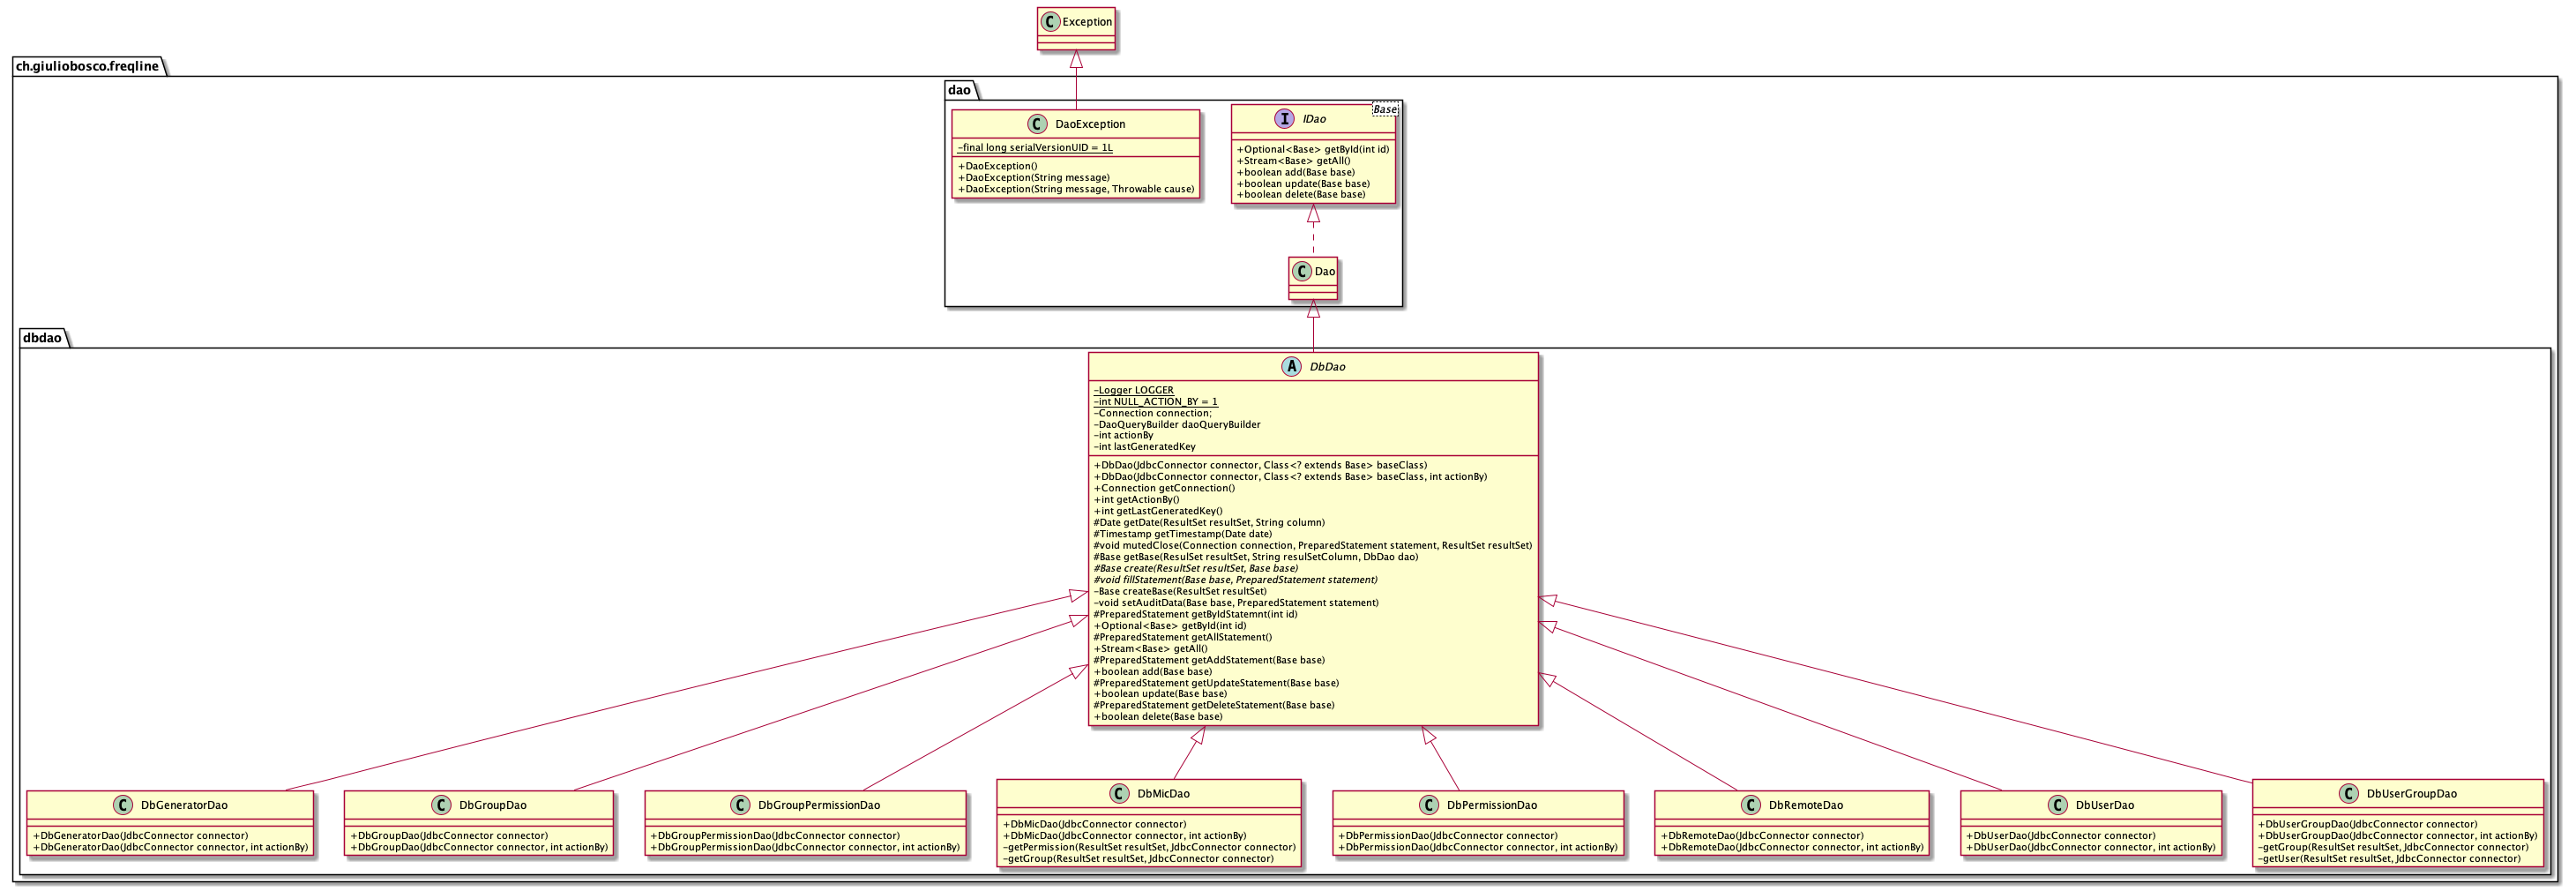 C Exception
ch.giuliobosco.freqline
dao
C DaoException
-final long serialVersionUID = 1L
+DaoException()
+DaoException(String message)
+DaoException(String message, Throwable cause)
Base
I IDao
+Optional<Base> getById(int id)
+Stream<Base> getAll()
+boolean add(Base base)
+boolean update(Base base)
+boolean delete(Base base)
C Dao
dbdao
A DbDao
-Logger LOGGER
-int NULL_ACTION_BY = 1
-Connection connection;
-DaoQueryBuilder daoQueryBuilder
-int actionBy
-int lastGeneratedKey
+DbDao(JdbcConnector connector, Class<? extends Base> baseClass)
+DbDao(JdbcConnector connector, Class<? extends Base> baseClass, int actionBy)
+Connection getConnection()
+int getActionBy()
+int getLastGeneratedKey()
#Date getDate(ResultSet resultSet, String column)
#Timestamp getTimestamp(Date date)
#void mutedClose(Connection connection, PreparedStatement statement, ResultSet resultSet)
#Base getBase(ResulSet resultSet, String resulSetColumn, DbDao dao)
#Base create(ResultSet resultSet, Base base)
#void fillStatement(Base base, PreparedStatement statement)
-Base createBase(ResultSet resultSet)
-void setAuditData(Base base, PreparedStatement statement)
#PreparedStatement getByIdStatemnt(int id)
+Optional<Base> getById(int id)
#PreparedStatement getAllStatement()
+Stream<Base> getAll()
#PreparedStatement getAddStatement(Base base)
+boolean add(Base base)
#PreparedStatement getUpdateStatement(Base base)
+boolean update(Base base)
#PreparedStatement getDeleteStatement(Base base)
+boolean delete(Base base)
C DbGeneratorDao
+DbGeneratorDao(JdbcConnector connector)
+DbGeneratorDao(JdbcConnector connector, int actionBy)
C DbGroupDao
+DbGroupDao(JdbcConnector connector)
+DbGroupDao(JdbcConnector connector, int actionBy)
C DbGroupPermissionDao
+DbGroupPermissionDao(JdbcConnector connector)
+DbGroupPermissionDao(JdbcConnector connector, int actionBy)
C DbMicDao
+DbMicDao(JdbcConnector connector)
+DbMicDao(JdbcConnector connector, int actionBy)
-getPermission(ResultSet resultSet, JdbcConnector connector)
-getGroup(ResultSet resultSet, JdbcConnector connector)
C DbPermissionDao
+DbPermissionDao(JdbcConnector connector)
+DbPermissionDao(JdbcConnector connector, int actionBy)
C DbRemoteDao
+DbRemoteDao(JdbcConnector connector)
+DbRemoteDao(JdbcConnector connector, int actionBy)
C DbUserDao
+DbUserDao(JdbcConnector connector)
+DbUserDao(JdbcConnector connector, int actionBy)
C DbUserGroupDao
+DbUserGroupDao(JdbcConnector connector)
+DbUserGroupDao(JdbcConnector connector, int actionBy)
-getGroup(ResultSet resultSet, JdbcConnector connector)
-getUser(ResultSet resultSet, JdbcConnector connector)